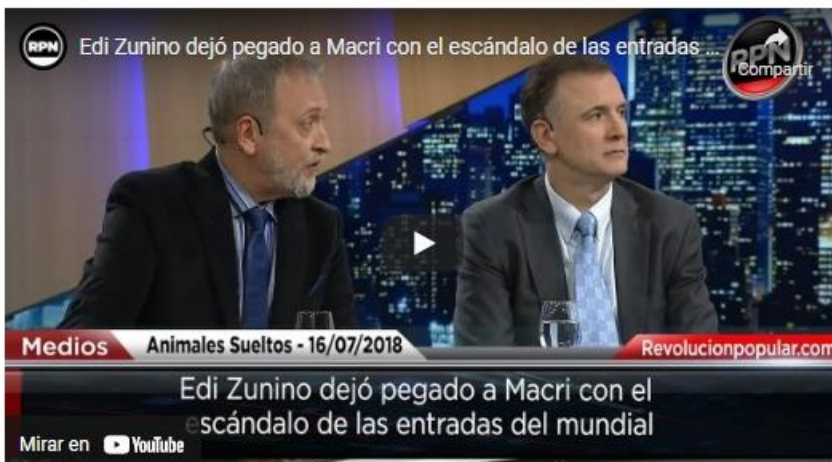 RPN
Edi Zunino dejó pegado a Macri con el escándalo de las entradas ...
RPN
Compartir
Medios
Animales Sueltos - 16/07/2018
Revolucionpopular.com
Edi Zunino dejó pegado a Macri con el
escándalo de las entradas del mundial
Mirar en YouTube